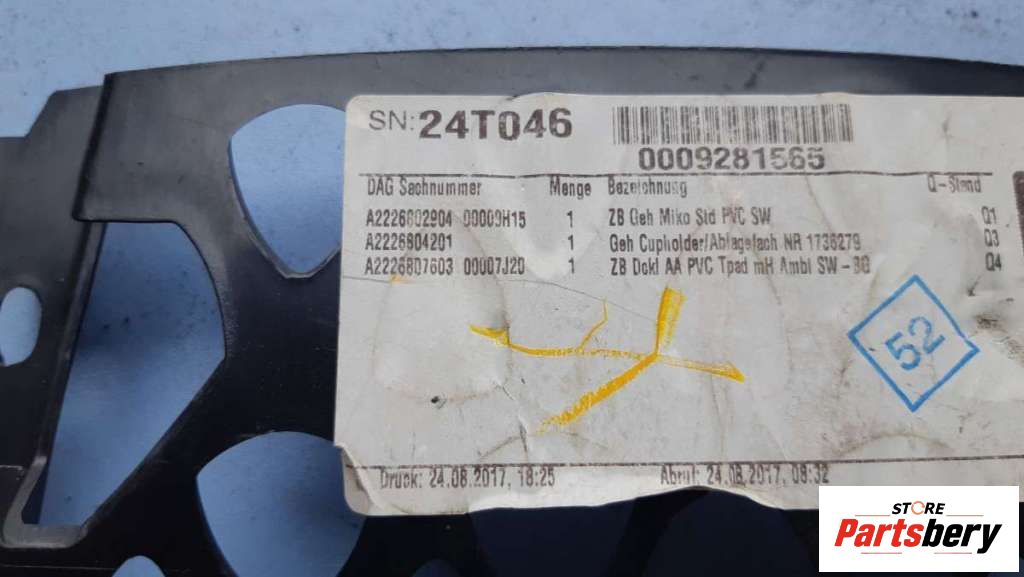 SN: 24T046
0009281565
DAG Sachnummer Menge Bezeichnung Q-Stand
A2226802904 00009H15 1 ZB Geh Miko Std PVC SW Q1
A2226804201 1 Geh Cupholder/Ablagefach NR 1736279 Q3
A2226807603 00007J20 1 ZB Dckl AA PVC Tpad mH Ambi SW - BG Q4
52
Druck: 24.08.2017, 18:25 Abruf: 24.08.2017, 08:32
STORE
Partsbery